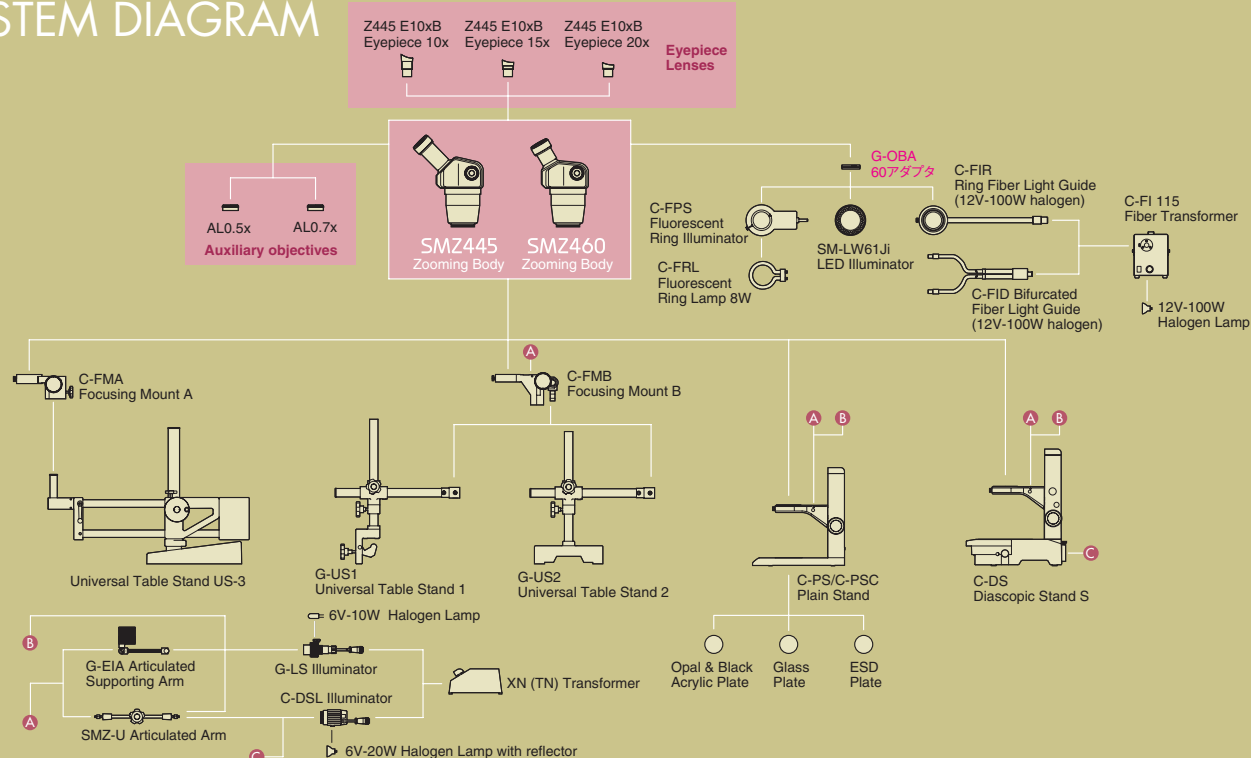 STEM DIAGRAM
Z445 E10xB
Eyepiece 10x
Z445 E10xB
Eyepiece 15x
Z445 E10xB
Eyepiece 20x
Eyepiece
Lenses
AL0.5x
AL0.7x
Auxiliary objectives
SMZ445
Zooming Body
SMZ460
Zooming Body
G-OBA
60アダプタ
C-FPS
Fluorescent
Ring Illuminator
C-FRL
Fluorescent
Ring Lamp 8W
SM-LW61Ji
LED Illuminator
C-FIR
Ring Fiber Light Guide
(12V-100W halogen)
C-FID Bifurcated
Fiber Light Guide
(12V-100W halogen)
C-FI 115
Fiber Transformer
12V-100W
Halogen Lamp
C-FMA
Focusing Mount A
A
C-FMB
Focusing Mount B
A
B
A
B
C
Universal Table Stand US-3
G-US1
Universal Table Stand 1
G-US2
Universal Table Stand 2
C-PS/C-PSC
Plain Stand
C-DS
Diascopic Stand S
B
A
G-EIA Articulated
Supporting Arm
SMZ-U Articulated Arm
6V-10W Halogen Lamp
G-LS Illuminator
C-DSL Illuminator
C
6V-20W Halogen Lamp with reflector
XN (TN) Transformer
Opal & Black
Acrylic Plate
Glass
Plate
ESD
Plate